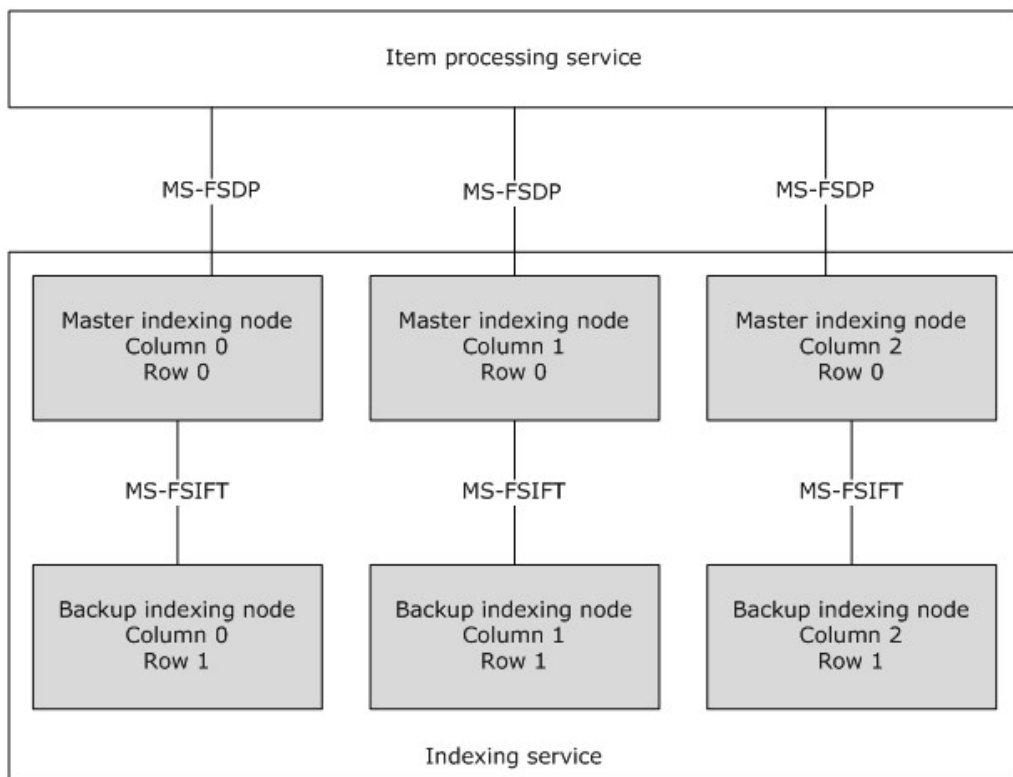 Item processing service
MS-FSDP
MS-FSDP
MS-FSDP
Master indexing node
Column 0
Row 0
Master indexing node
Column 1
Row 0
Master indexing node
Column 2
Row 0
MS-FSIFT
MS-FSIFT
MS-FSIFT
Backup indexing node
Column 0
Row 1
Backup indexing node
Column 1
Row 1
Backup indexing node
Column 2
Row 1
Indexing service